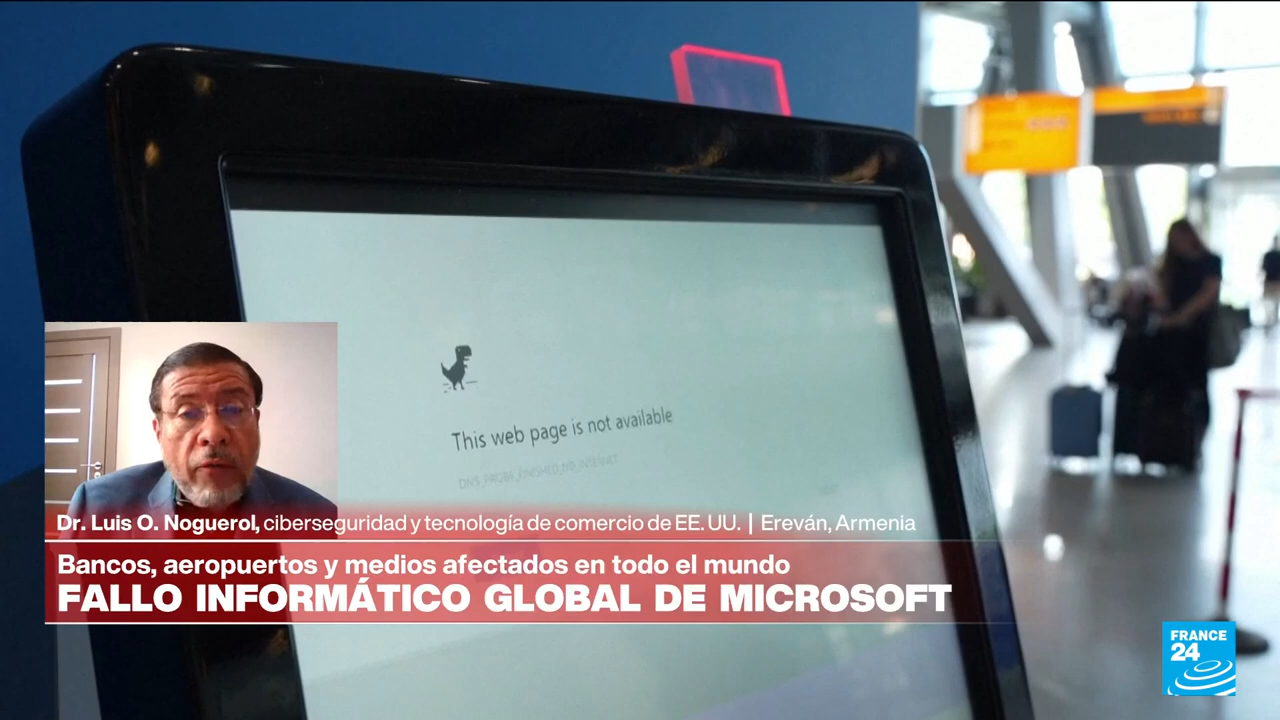 This web page is not available
DNS_PROBE_FINISHED_NO_INTERNET
Dr. Luis O. Noguerol, ciberseguridad y tecnología de comercio de EE. UU. | Ereván, Armenia
Bancos, aeropuertos y medios afectados en todo el mundo
FALLO INFORMÁTICO GLOBAL DE MICROSOFT
FRANCE
24